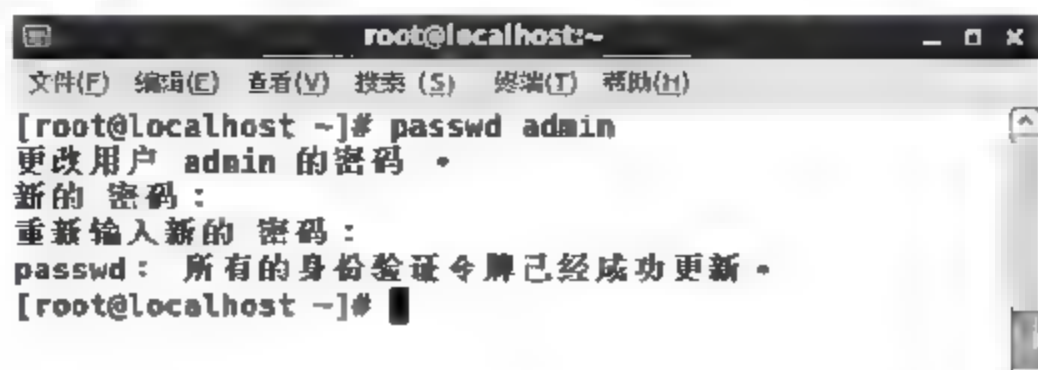 root@localhost:~
文件(F) 编辑(E) 查看(V) 搜索 (S) 终端(T) 帮助(H)
[root@localhost ~]# passwd admin
更改用户 admin 的密码 。
新的 密码：
重新输入新的 密码：
passwd： 所有的身份验证令牌已经成功更新。
[root@localhost ~]#